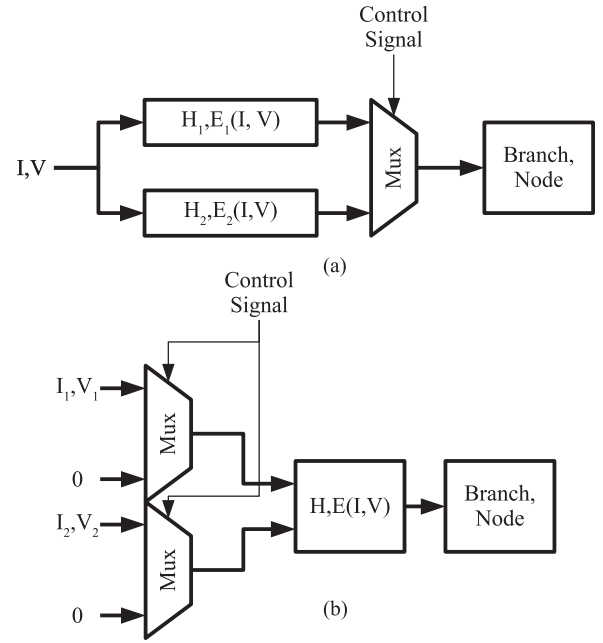 Control
Signal
H₁,E₁(I, V)
I,V
Mux
Branch,
Node
H₂,E₂(I,V)
(a)
Control
Signal
I₁,V₁
Mux
0
H,E(I,V)
Branch,
Node
I₂,V₂
Mux
0
(b)